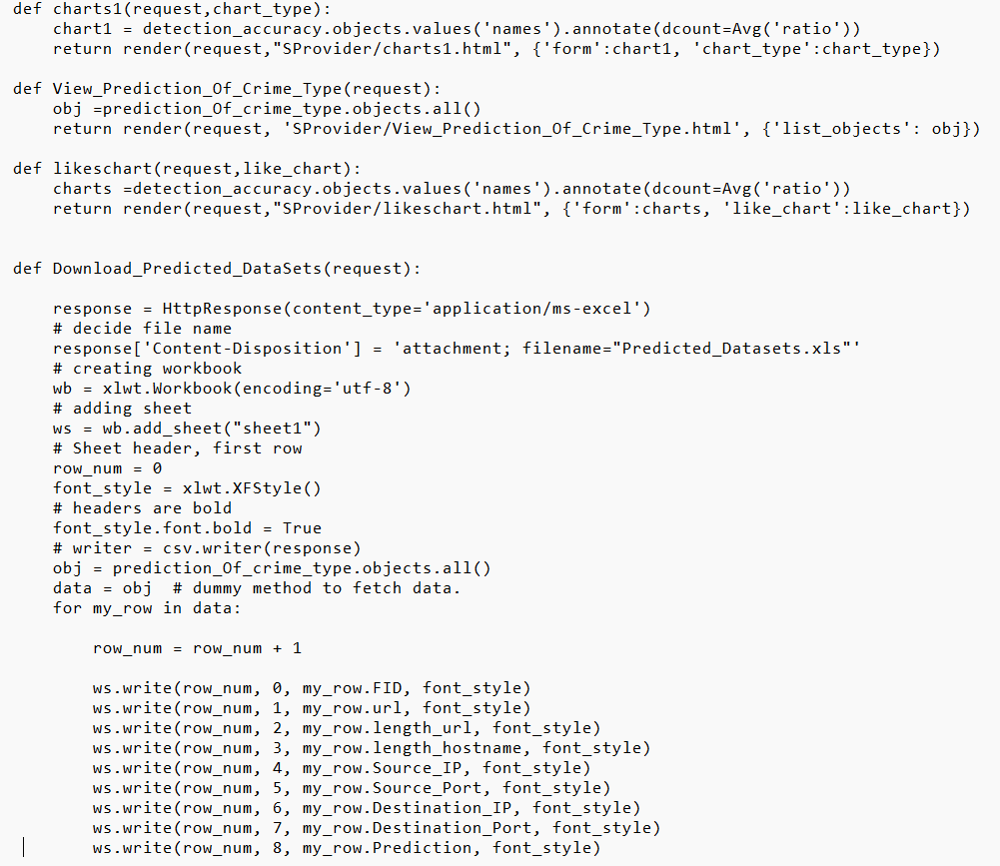 def charts1(request,chart_type):
    chart1 = detection_accuracy.objects.values('names').annotate(dcount=Avg('ratio'))
    return render(request,"SProvider/charts1.html", {'form':chart1, 'chart_type':chart_type})

def View_Prediction_Of_Crime_Type(request):
    obj =prediction_Of_crime_type.objects.all()
    return render(request, 'SProvider/View_Prediction_Of_Crime_Type.html', {'list_objects': obj})

def likeschart(request,like_chart):
    charts =detection_accuracy.objects.values('names').annotate(dcount=Avg('ratio'))
    return render(request,"SProvider/likeschart.html", {'form':charts, 'like_chart':like_chart})


def Download_Predicted_DataSets(request):

    response = HttpResponse(content_type='application/ms-excel')
    # decide file name
    response['Content-Disposition'] = 'attachment; filename="Predicted_Datasets.xls"'
    # creating workbook
    wb = xlwt.Workbook(encoding='utf-8')
    # adding sheet
    ws = wb.add_sheet("sheet1")
    # Sheet header, first row
    row_num = 0
    font_style = xlwt.XFStyle()
    # headers are bold
    font_style.font.bold = True
    # writer = csv.writer(response)
    obj = prediction_Of_crime_type.objects.all()
    data = obj  # dummy method to fetch data.
    for my_row in data:

        row_num = row_num + 1

        ws.write(row_num, 0, my_row.FID, font_style)
        ws.write(row_num, 1, my_row.url, font_style)
        ws.write(row_num, 2, my_row.length_url, font_style)
        ws.write(row_num, 3, my_row.length_hostname, font_style)
        ws.write(row_num, 4, my_row.Source_IP, font_style)
        ws.write(row_num, 5, my_row.Source_Port, font_style)
        ws.write(row_num, 6, my_row.Destination_IP, font_style)
        ws.write(row_num, 7, my_row.Destination_Port, font_style)
        ws.write(row_num, 8, my_row.Prediction, font_style)